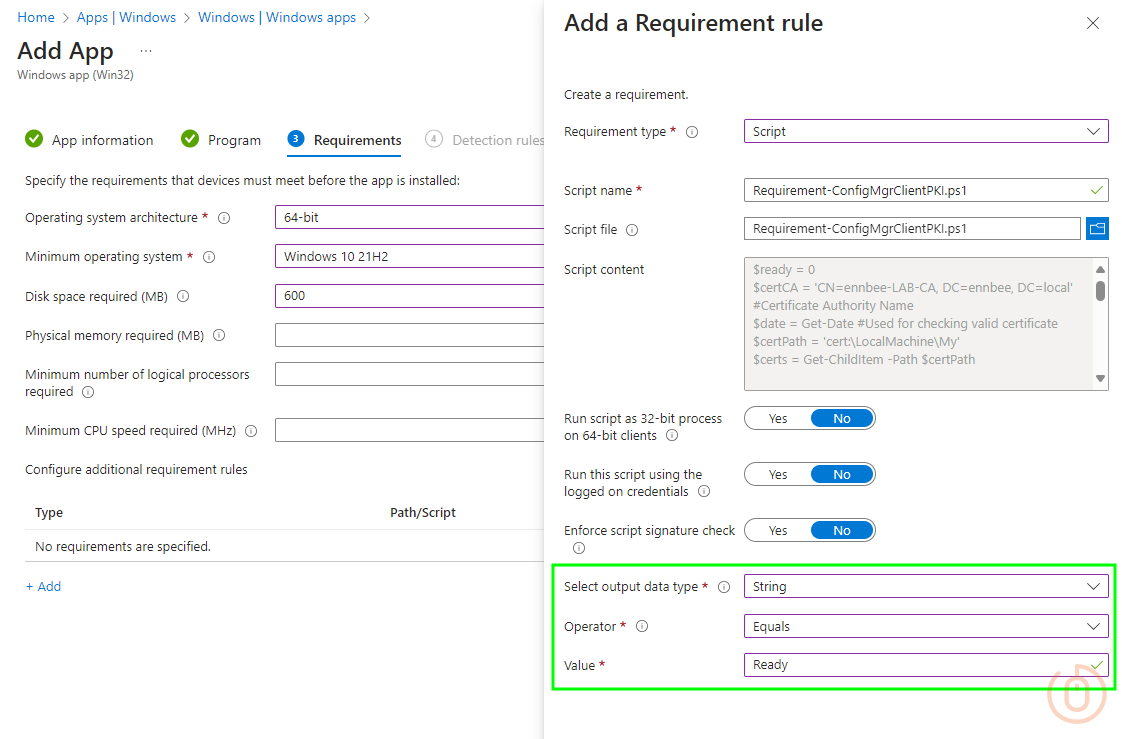 Home > Apps | Windows > Windows | Windows apps >
Add App ...
Windows app (Win32)
App information
Program
3 Requirements
4 Detection rules
Specify the requirements that devices must meet before the app is installed:
Operating system architecture * 64-bit
Minimum operating system * Windows 10 21H2
Disk space required (MB) 600
Physical memory required (MB)
Minimum number of logical processors
required
Minimum CPU speed required (MHz)
Configure additional requirement rules
Type Path/Script
No requirements are specified.
+ Add
Add a Requirement rule
Create a requirement.
Requirement type * Script
Script name * Requirement-ConfigMgrClientPKI.ps1
Script file Requirement-ConfigMgrClientPKI.ps1
Script content
$ready = 0
$certCA = 'CN=ennbee-LAB-CA, DC=ennbee, DC=local'
#Certificate Authority Name
$date = Get-Date #Used for checking valid certificate
$certPath = 'cert:\LocalMachine\My'
$certs = Get-ChildItem -Path $certPath
Run script as 32-bit process
on 64-bit clients
Yes No
Run this script using the
logged on credentials
Yes No
Enforce script signature check
Yes No
Select output data type * String
Operator * Equals
Value * Ready